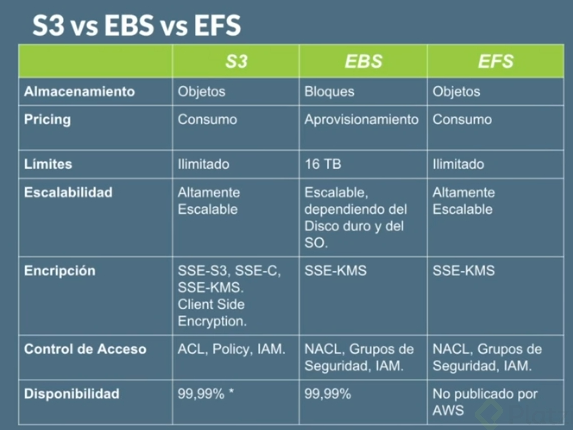 S3 vs EBS vs EFS
S3 EBS EFS
Almacenamiento Objetos Bloques Objetos
Pricing Consumo Aprovisionamiento Consumo
Límites Ilimitado 16 TB Ilimitado
Escalabilidad Altamente Escalable, Altamente
Escalable dependiendo del Escalable
Disco duro y del
SO.
Encripción SSE-S3, SSE-C, SSE-KMS SSE-KMS
SSE-KMS.
Client Side
Encryption.
Control de Acceso ACL, Policy, IAM. NACL, Grupos de NACL, Grupos de
Seguridad, IAM. Seguridad, IAM.
Disponibilidad 99,99% * 99,99% No publicado por
AWS